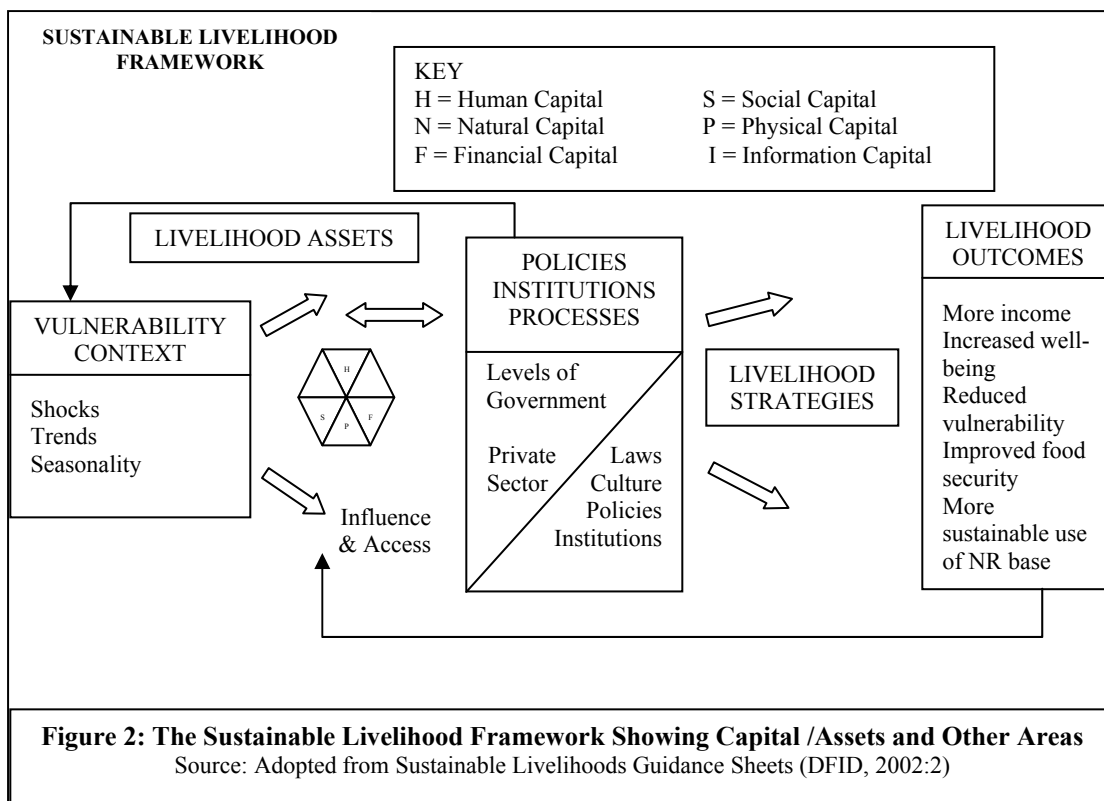 SUSTAINABLE LIVELIHOOD
FRAMEWORK
KEY
H = Human Capital S = Social Capital
N = Natural Capital P = Physical Capital
F = Financial Capital I = Information Capital
LIVELIHOOD ASSETS
VULNERABILITY
CONTEXT
Shocks
Trends
Seasonality
H
S
F
P
Influence
& Access
POLICIES
INSTITUTIONS
PROCESSES
Levels of
Government
Private
Sector
Laws
Culture
Policies
Institutions
LIVELIHOOD
STRATEGIES
LIVELIHOOD
OUTCOMES
More income
Increased well-
being
Reduced
vulnerability
Improved food
security
More
sustainable use
of NR base
Figure 2: The Sustainable Livelihood Framework Showing Capital /Assets and Other Areas
Source: Adopted from Sustainable Livelihoods Guidance Sheets (DFID, 2002:2)